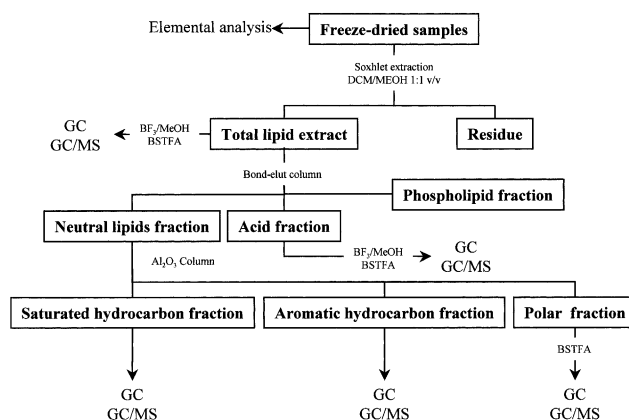 Elemental analysis
Freeze-dried samples
Soxhlet extraction
DCM/MEOH 1:1 v/v
GC
GC/MS
BF₃/MeOH
BSTFA
Total lipid extract
Residue
Bond-elut column
Phospholipid fraction
Neutral lipids fraction
Acid fraction
BF₃/MeOH
BSTFA
GC
GC/MS
Al₂O₃ Column
Saturated hydrocarbon fraction
Aromatic hydrocarbon fraction
Polar fraction
BSTFA
GC
GC/MS
GC
GC/MS
GC
GC/MS